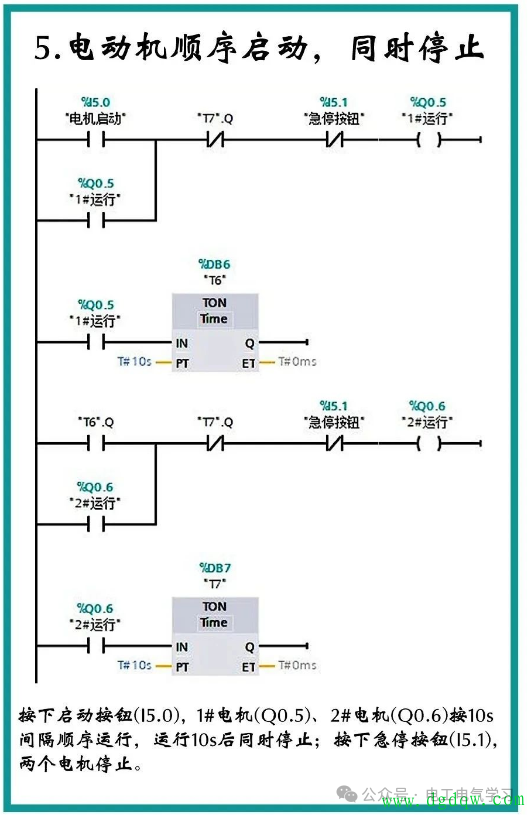 5.电动机顺序启动，同时停止
%I5.0 %I5.1 %Q0.5
"电机启动" "T7".Q "急停按钮" "1#运行"
%Q0.5
"1#运行"
%DB6
"T6"
%Q0.5 TON
"1#运行" Time
IN Q
T#10s PT ET T#0ms
%I5.1 %Q0.6
"T6".Q "T7".Q "急停按钮" "2#运行"
%Q0.6
"2#运行"
%DB7
"T7"
%Q0.6 TON
"2#运行" Time
IN Q
T#10s PT ET T#0ms
按下启动按钮(I5.0)，1#电机(Q0.5)、2#电机(Q0.6)按10s
间隔顺序运行，运行10s后同时停止；按下急停按钮(I5.1)，
两个电机停止。
公众号 · 电工电气学习
www.dgdqw.com